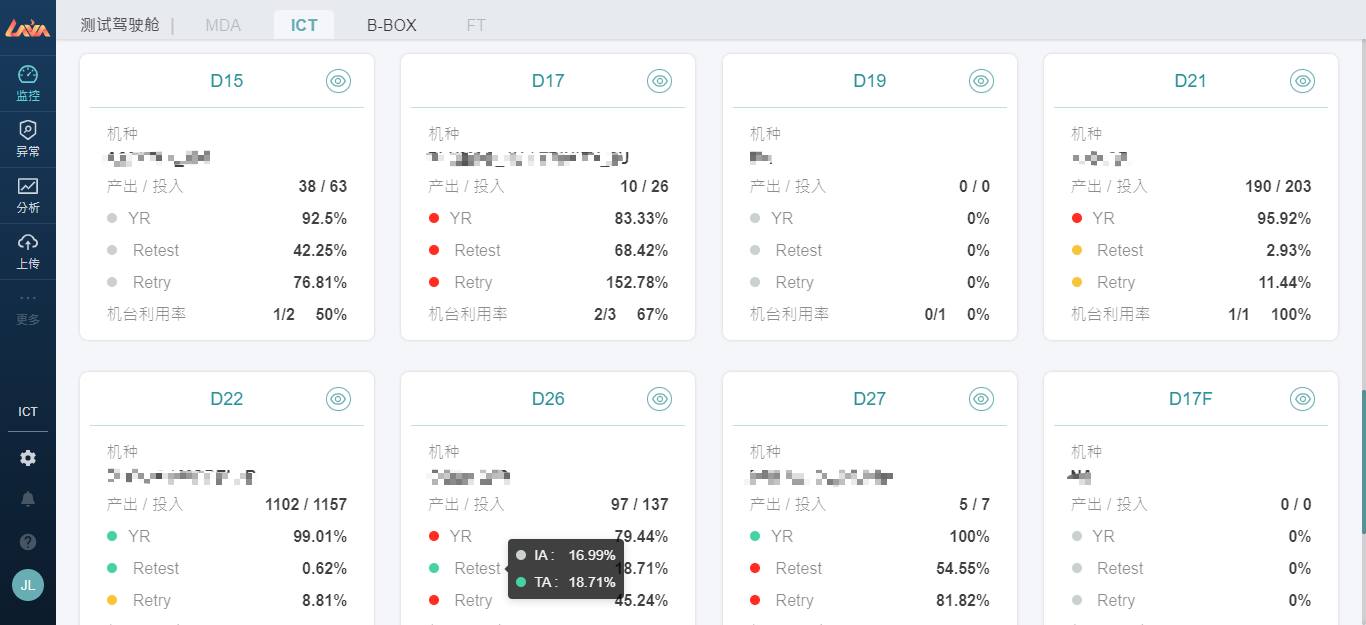 LAVA
测试驾驶舱 | MDA ICT B-BOX FT
监控
异常
分析
上传
···
更多
ICT
JL
D15
机种
产出 / 投入 38 / 63
YR 92.5%
Retest 42.25%
Retry 76.81%
机台利用率 1/2 50%
D17
机种
产出 / 投入 10 / 26
YR 83.33%
Retest 68.42%
Retry 152.78%
机台利用率 2/3 67%
D19
机种
产出 / 投入 0 / 0
YR 0%
Retest 0%
Retry 0%
机台利用率 0/1 0%
D21
机种
产出 / 投入 190 / 203
YR 95.92%
Retest 2.93%
Retry 11.44%
机台利用率 1/1 100%
D22
机种
产出 / 投入 1102 / 1157
YR 99.01%
Retest 0.62%
Retry 8.81%
D26
机种
产出 / 投入 97 / 137
YR 79.44%
Retest 18.71%
IA : 16.99%
TA : 18.71%
Retry 45.24%
D27
机种
产出 / 投入 5 / 7
YR 100%
Retest 54.55%
Retry 81.82%
D17F
机种
产出 / 投入 0 / 0
YR 0%
Retest 0%
Retry 0%